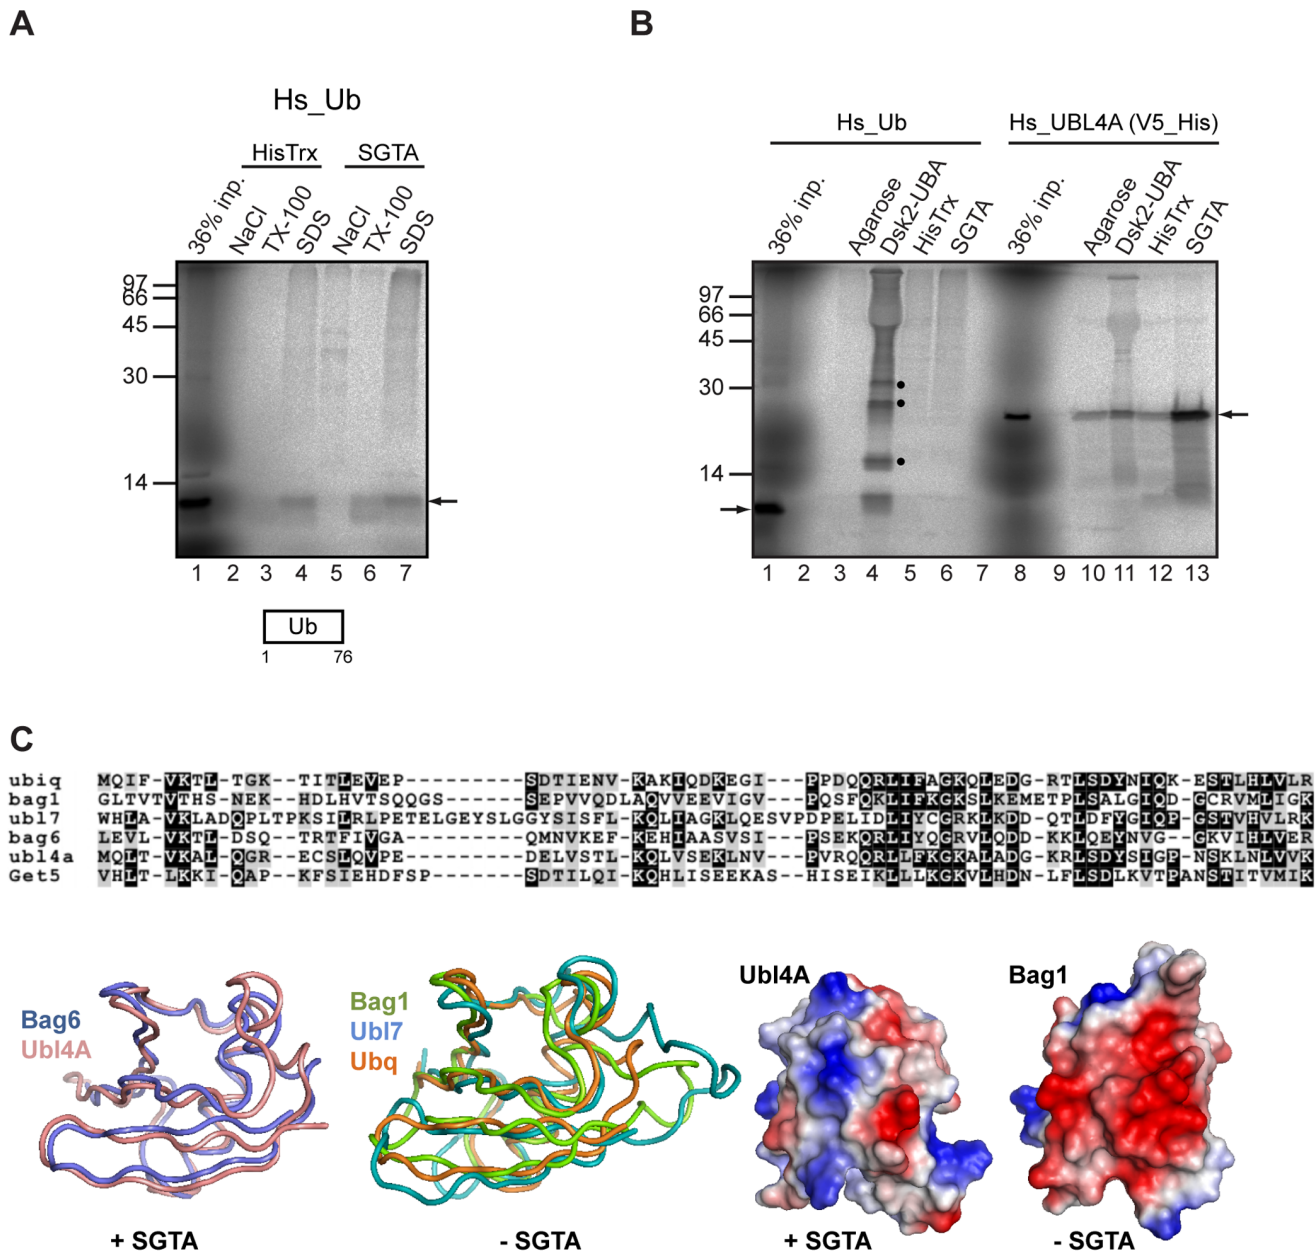 A
Hs_Ub
HisTrx SGTA
36% inp. NaCl TX-100 SDS NaCl TX-100 SDS
97
66
45
30
14
1 2 3 4 5 6 7
Ub
1 76
B
Hs_Ub Hs_UBL4A (V5_His)
36% inp. Agarose Dsk2-UBA HisTrx SGTA 36% inp. Agarose Dsk2-UBA HisTrx SGTA
97
66
45
30
14
1 2 3 4 5 6 7 8 9 10 11 12 13
C
ubiq MQIF-VKTL-TGK--TITLEVEP---------SDTIENV-KAKIQDKEGI---PPDQQRLIFAGKQLEDG-RTLSDYNIQK-ESTLHLVLR
bag1 GLTVTVTHS-NEK--HDLHVTSQQGS-------SEPVVQDLAQVVEEVIGV---PQSFQKLIFKGKSLKEMETPLSALGIQD-GCRVMLIGK
ubl7 WHLA-VKLADQPLTPKSILRLPETELGEYSLGGYSISFL-KQLIAGKLQESVPDPELIDLIYCGRKLKDD-QTLDFYGIQPG-STVHVLRK
bag6 LEVL-VKTL-DSQ--TRTFIVGA----------QMNVKEF-KEHIAASVSI---PSEKQRLIYQGRVLQDD-KKLQEYNVG--GKVIHLVER
ubl4a MQLT-VKAL-QGR--ECSLQVPE---------DELVSTL-KQLVSEKLNV---PVRQQRLLFKGKALADG-KRLSDYSIGP-NSKLNLVVK
Get5 VHLT-LKKI-QAP--KFSIEHDFSP-------SDTILQI-KQHLISEEKAS---HISEIKLLLKGKVLHDN-LFLSDLKVTPANSTITVMIK
Bag6
Ubl4A
+ SGTA
Bag1
Ubl7
Ubq
- SGTA
Ubl4A
+ SGTA
Bag1
- SGTA